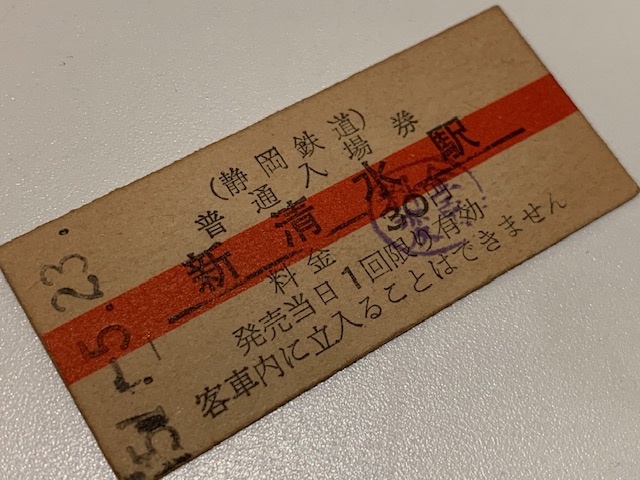 (静岡鉄道)
普通入場券
新清水駅
料金 30円
発売当日1回限り有効
客車内に立入ることはできません
51.-5.23.